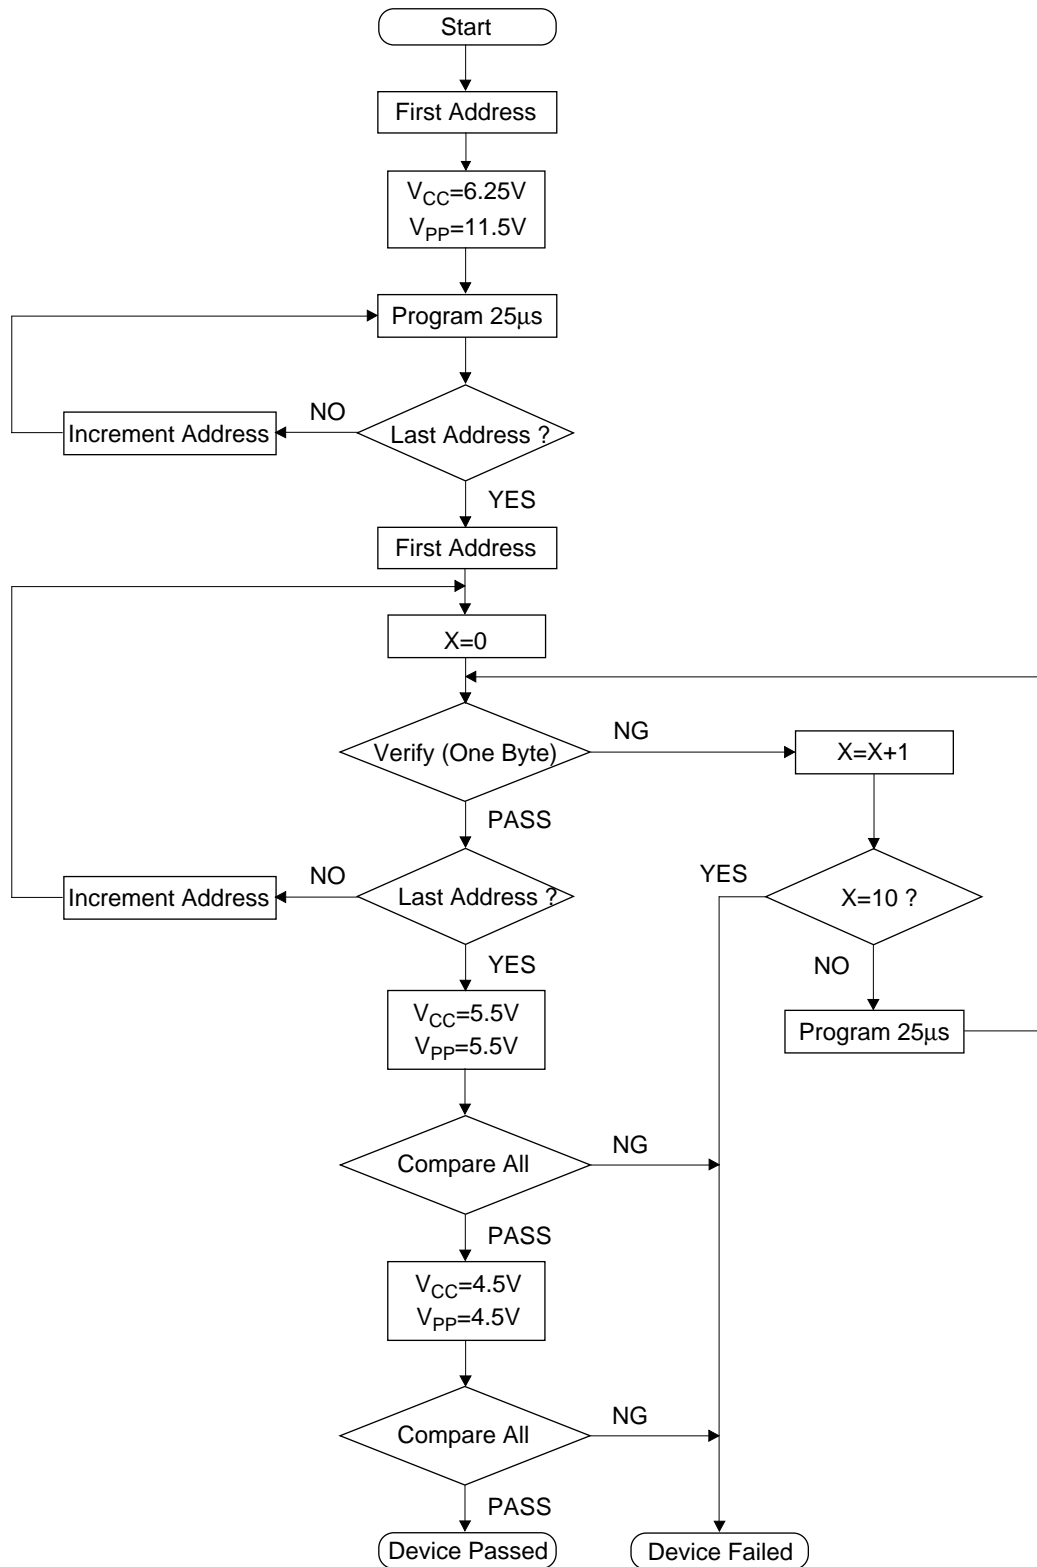 Start
First Address
VCC=6.25V
VPP=11.5V
Program 25µs
Last Address ?
NO
Increment Address
YES
First Address
X=0
Verify (One Byte)
NG
X=X+1
PASS
Last Address ?
NO
Increment Address
YES
X=10 ?
YES
NO
Program 25µs
VCC=5.5V
VPP=5.5V
Compare All
NG
PASS
VCC=4.5V
VPP=4.5V
Compare All
NG
PASS
Device Passed
Device Failed